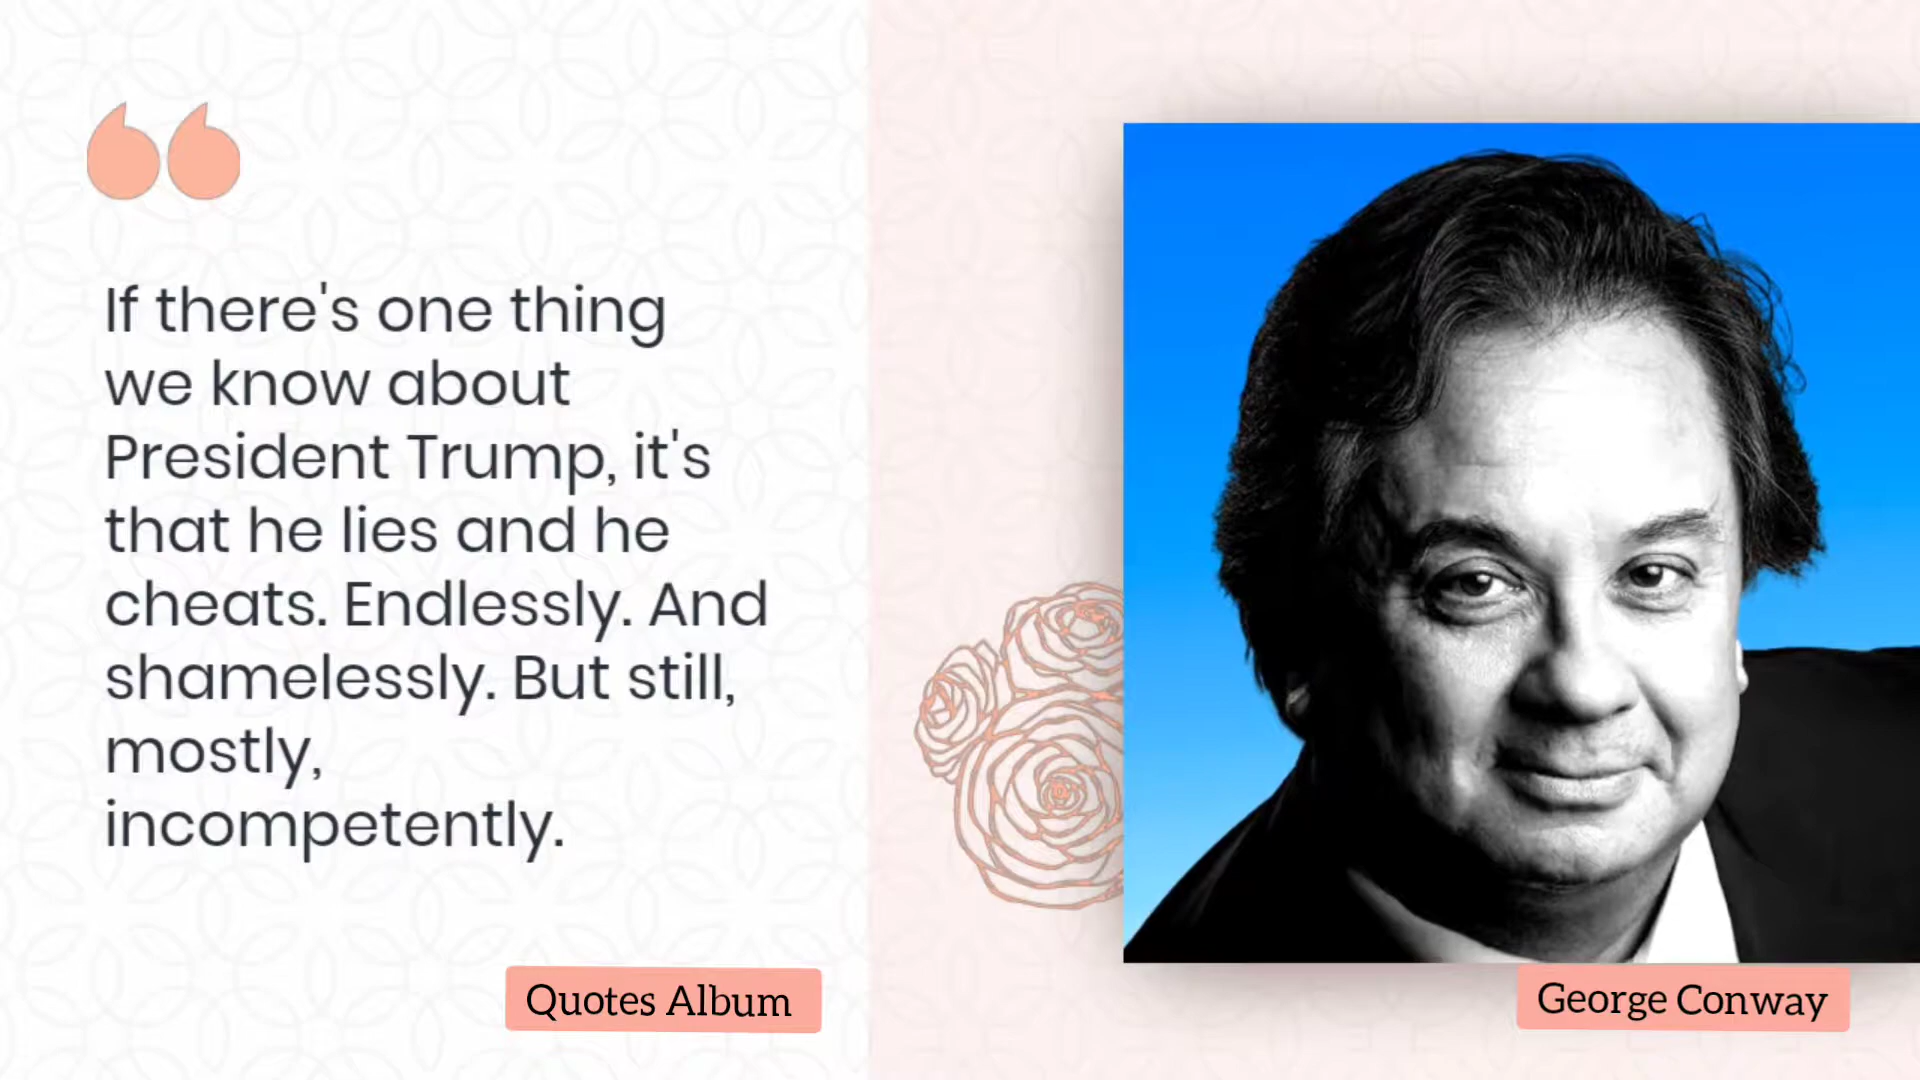 If there's one thing
we know about
President Trump, it's
that he lies and he
cheats. Endlessly. And
shamelessly. But still,
mostly,
incompetently.
Quotes Album
George Conway